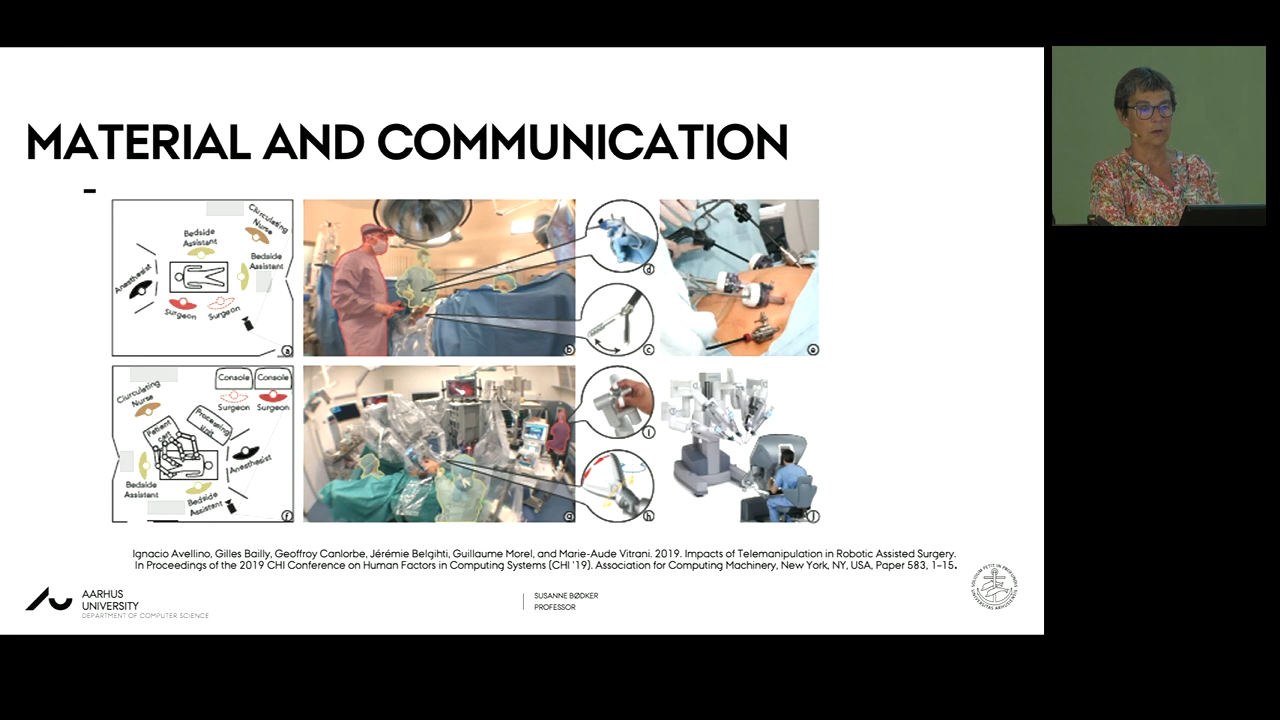 MATERIAL AND COMMUNICATION
Circulating
Nurse
Bedside
Assistant
Bedside
Assistant
Anesthesist
Surgeon
Surgeon
a
b
c
d
e
Ciurculating
Nurse
Console
Console
Surgeon
Surgeon
Patient
cart
Processing
Unit
Anesthesist
Bedside
Assistant
Bedside
Assistant
f
g
h
i
j
Ignacio Avellino, Gilles Bailly, Geoffroy Canlorbe, Jérémie Belgihti, Guillaume Morel, and Marie-Aude Vitrani. 2019. Impacts of Telemanipulation in Robotic Assisted Surgery.
In Proceedings of the 2019 CHI Conference on Human Factors in Computing Systems (CHI '19). Association for Computing Machinery, New York, NY, USA, Paper 583, 1–15.
AARHUS
UNIVERSITY
DEPARTMENT OF COMPUTER SCIENCE
SUSANNE BØDKER
PROFESSOR